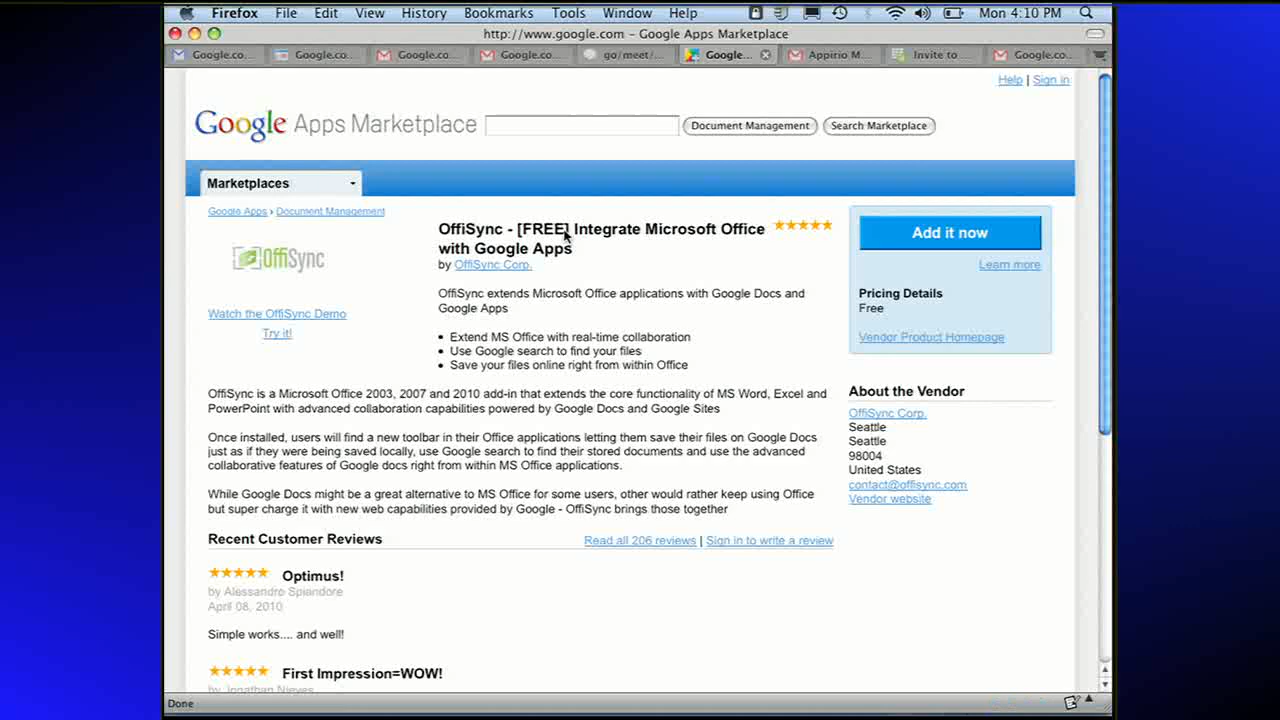 Firefox File Edit View History Bookmarks Tools Window Help Mon 4:10 PM
http://www.google.com – Google Apps Marketplace
Google.co... Google.co... Google.co... Google.co... go/meet/... Google... Appirio M... Invite to ... Google.co...
Help | Sign in
Google Apps Marketplace Document Management Search Marketplace
Marketplaces
Google Apps › Document Management
OffiSync
Watch the OffiSync Demo
Try it!
OffiSync - [FREE] Integrate Microsoft Office
with Google Apps
by OffiSync Corp.
OffiSync extends Microsoft Office applications with Google Docs and
Google Apps
• Extend MS Office with real-time collaboration
• Use Google search to find your files
• Save your files online right from within Office
Add it now
Learn more
Pricing Details
Free
Vendor Product Homepage
OffiSync is a Microsoft Office 2003, 2007 and 2010 add-in that extends the core functionality of MS Word, Excel and
PowerPoint with advanced collaboration capabilities powered by Google Docs and Google Sites
Once installed, users will find a new toolbar in their Office applications letting them save their files on Google Docs
just as if they were being saved locally, use Google search to find their stored documents and use the advanced
collaborative features of Google docs right from within MS Office applications.
While Google Docs might be a great alternative to MS Office for some users, other would rather keep using Office
but super charge it with new web capabilities provided by Google - OffiSync brings those together
About the Vendor
OffiSync Corp.
Seattle
Seattle
98004
United States
contact@offisync.com
Vendor website
Recent Customer Reviews Read all 206 reviews | Sign in to write a review
Optimus!
by Alessandro Spiandore
April 08, 2010
Simple works.... and well!
First Impression=WOW!
by Jonathan Nieves
Done